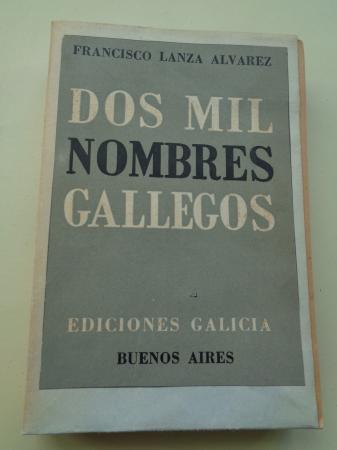 FRANCISCO LANZA ALVAREZ
DOS MIL
NOMBRES
GALLEGOS
EDICIONES GALICIA
BUENOS AIRES